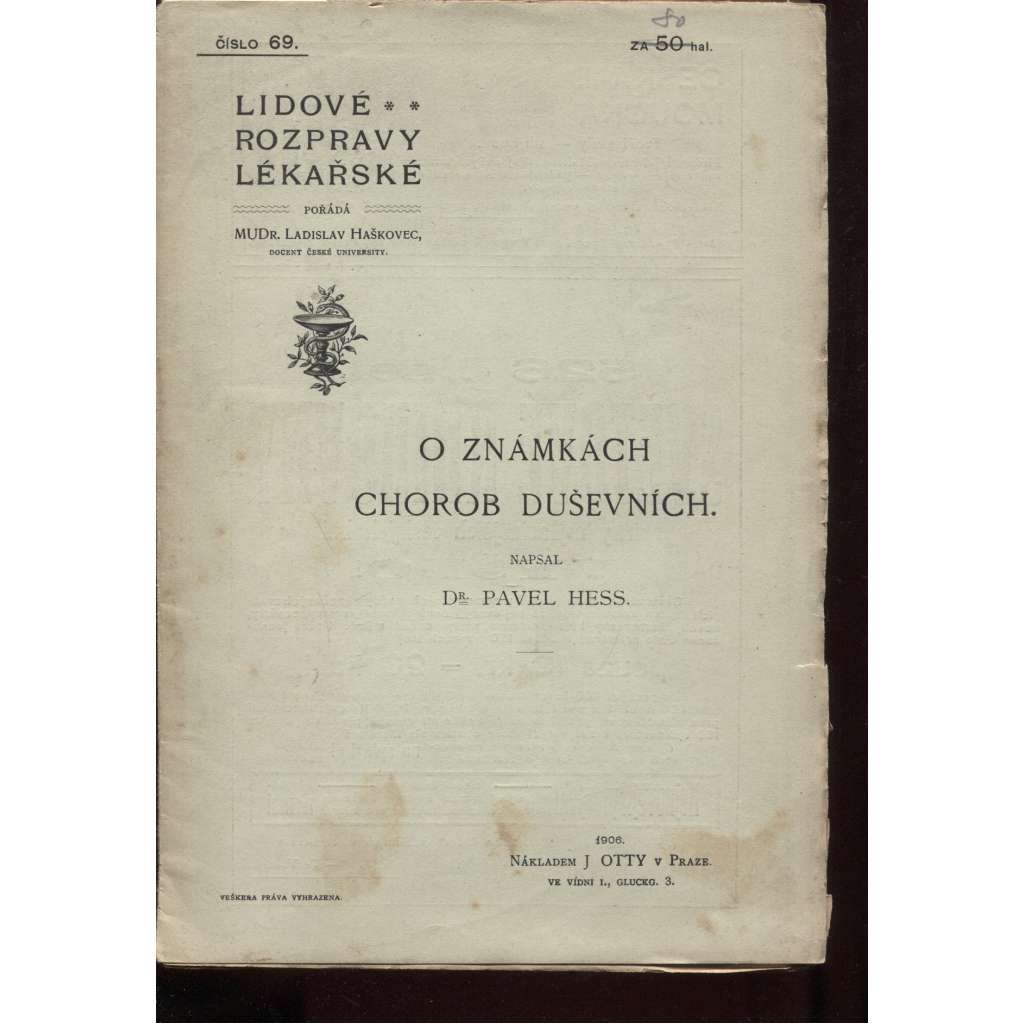 ČÍSLO 69.
80
ZA 50 hal.
LIDOVÉ * *
ROZPRAVY
LÉKAŘSKÉ
POŘÁDÁ
MUDR. LADISLAV HAŠKOVEC,
DOCENT ČESKÉ UNIVERSITY.
O ZNÁMKÁCH
CHOROB DUŠEVNÍCH.
NAPSAL
DR. PAVEL HESS.
1906.
NÁKLADEM J OTTY V PRAZE.
VE VÍDNI I., GLUCKG. 3.
VEŠKERA PRÁVA VYHRAZENA.